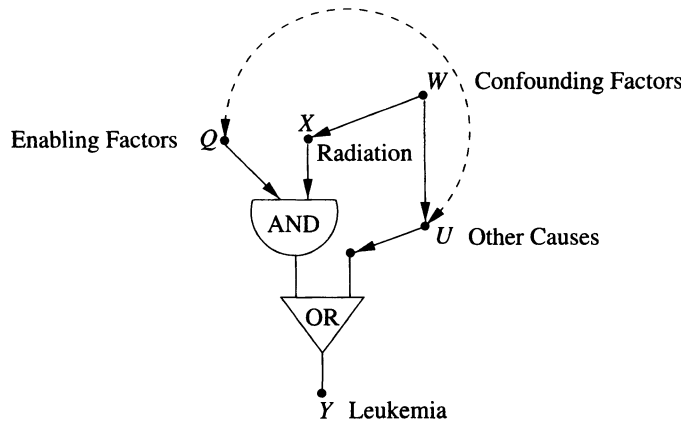 W Confounding Factors
X
Enabling Factors Q
Radiation
AND
U Other Causes
OR
Y Leukemia